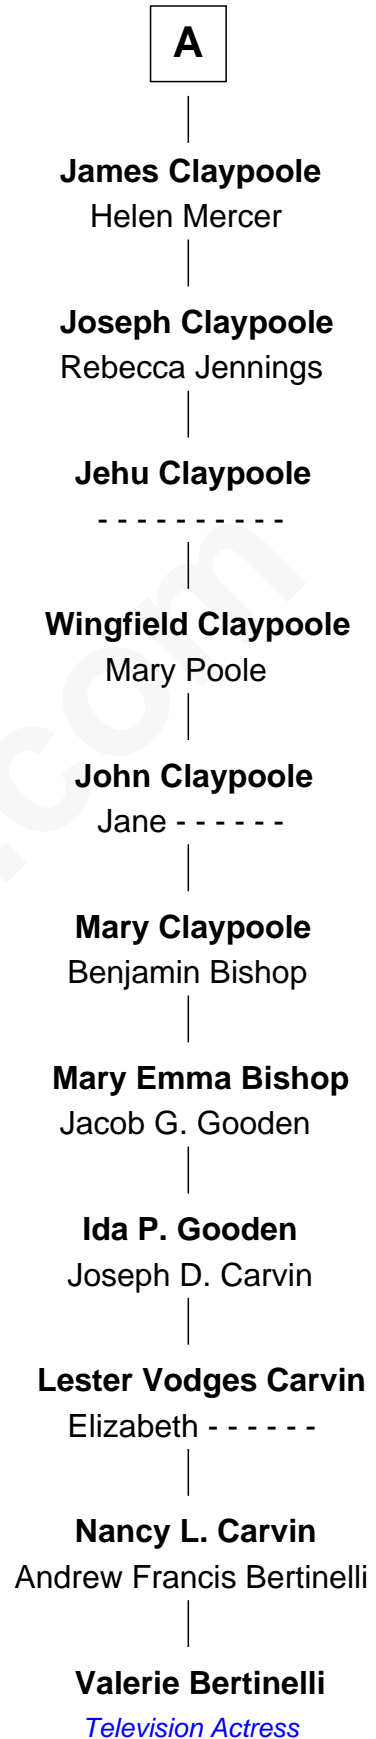 A
James Claypoole
Helen Mercer
Joseph Claypoole
Rebecca Jennings
Jehu Claypoole
- - - - - - - - - -
Wingfield Claypoole
Mary Poole
John Claypoole
Jane - - - - - -
Mary Claypoole
Benjamin Bishop
Mary Emma Bishop
Jacob G. Gooden
Ida P. Gooden
Joseph D. Carvin
Lester Vodges Carvin
Elizabeth - - - - - -
Nancy L. Carvin
Andrew Francis Bertinelli
Valerie Bertinelli
Television Actress
.com